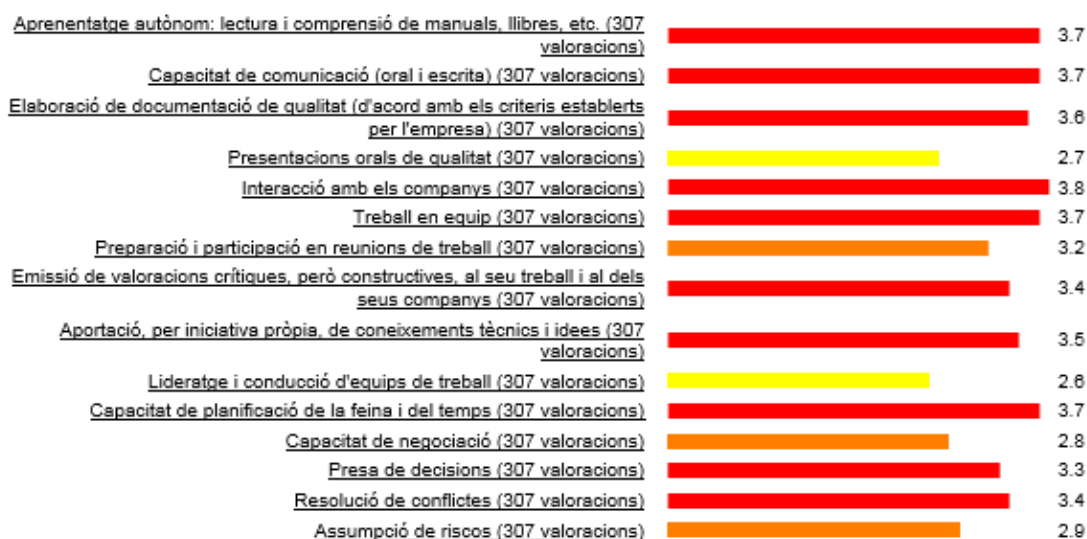 Aprenentatge autònom: lectura i comprensió de manuals, llibres, etc. (307
valoracions) 3.7
Capacitat de comunicació (oral i escrita) (307 valoracions) 3.7
Elaboració de documentació de qualitat (d'acord amb els criteris establerts
per l'empresa) (307 valoracions) 3.6
Presentacions orals de qualitat (307 valoracions) 2.7
Interacció amb els companys (307 valoracions) 3.8
Treball en equip (307 valoracions) 3.7
Preparació i participació en reunions de treball (307 valoracions) 3.2
Emissió de valoracions crítiques, però constructives, al seu treball i al dels
seus companys (307 valoracions) 3.4
Aportació, per iniciativa pròpia, de coneixements tècnics i idees (307
valoracions) 3.5
Lideratge i conducció d'equips de treball (307 valoracions) 2.6
Capacitat de planificació de la feina i del temps (307 valoracions) 3.7
Capacitat de negociació (307 valoracions) 2.8
Presa de decisions (307 valoracions) 3.3
Resolució de conflictes (307 valoracions) 3.4
Assumpció de riscos (307 valoracions) 2.9